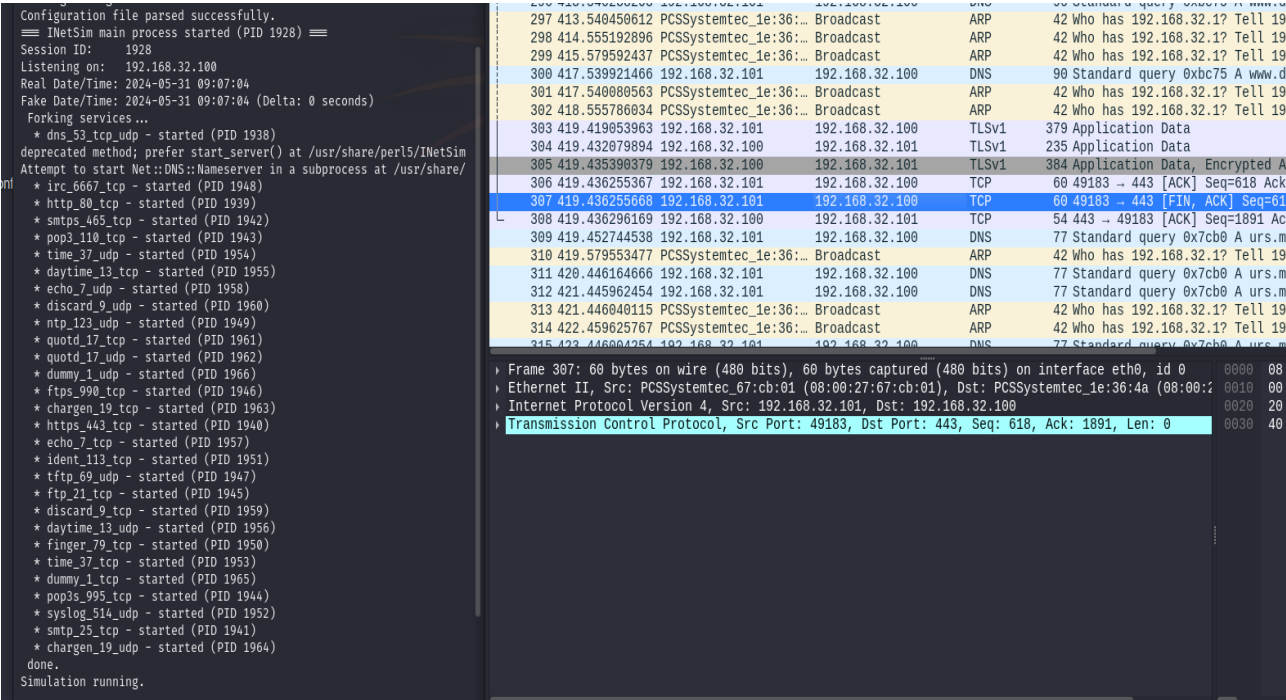 Configuration file parsed successfully.
=== INetSim main process started (PID 1928) ===
Session ID: 1928
Listening on: 192.168.32.100
Real Date/Time: 2024-05-31 09:07:04
Fake Date/Time: 2024-05-31 09:07:04 (Delta: 0 seconds)
Forking services...
* dns_53_tcp_udp - started (PID 1938)
deprecated method; prefer start_server() at /usr/share/perl5/INetSim
Attempt to start Net::DNS::Nameserver in a subprocess at /usr/share/
* irc_6667_tcp - started (PID 1948)
* http_80_tcp - started (PID 1939)
* smtps_465_tcp - started (PID 1942)
* pop3_110_tcp - started (PID 1943)
* time_37_udp - started (PID 1954)
* daytime_13_tcp - started (PID 1955)
* echo_7_udp - started (PID 1958)
* discard_9_udp - started (PID 1960)
* ntp_123_udp - started (PID 1949)
* quotd_17_tcp - started (PID 1961)
* quotd_17_udp - started (PID 1962)
* dummy_1_udp - started (PID 1966)
* ftps_990_tcp - started (PID 1946)
* chargen_19_tcp - started (PID 1963)
* https_443_tcp - started (PID 1940)
* echo_7_tcp - started (PID 1957)
* ident_113_tcp - started (PID 1951)
* tftp_69_udp - started (PID 1947)
* ftp_21_tcp - started (PID 1945)
* discard_9_tcp - started (PID 1959)
* daytime_13_udp - started (PID 1956)
* finger_79_tcp - started (PID 1950)
* time_37_tcp - started (PID 1953)
* dummy_1_tcp - started (PID 1965)
* pop3s_995_tcp - started (PID 1944)
* syslog_514_udp - started (PID 1952)
* smtp_25_tcp - started (PID 1941)
* chargen_19_udp - started (PID 1964)
done.
Simulation running.
297 413.540450612 PCSSystemtec_1e:36:… Broadcast ARP 42 Who has 192.168.32.1? Tell 19
298 414.555192896 PCSSystemtec_1e:36:… Broadcast ARP 42 Who has 192.168.32.1? Tell 19
299 415.579592437 PCSSystemtec_1e:36:… Broadcast ARP 42 Who has 192.168.32.1? Tell 19
300 417.539921466 192.168.32.101 192.168.32.100 DNS 90 Standard query 0xbc75 A www.d
301 417.540080563 PCSSystemtec_1e:36:… Broadcast ARP 42 Who has 192.168.32.1? Tell 19
302 418.555786034 PCSSystemtec_1e:36:… Broadcast ARP 42 Who has 192.168.32.1? Tell 19
303 419.419053963 192.168.32.101 192.168.32.100 TLSv1 379 Application Data
304 419.432079894 192.168.32.100 192.168.32.101 TLSv1 235 Application Data
305 419.435390379 192.168.32.100 192.168.32.101 TLSv1 384 Application Data, Encrypted A
306 419.436255367 192.168.32.101 192.168.32.100 TCP 60 49183 → 443 [ACK] Seq=618 Ack
307 419.436255668 192.168.32.101 192.168.32.100 TCP 60 49183 → 443 [FIN, ACK] Seq=61
308 419.436296169 192.168.32.100 192.168.32.101 TCP 54 443 → 49183 [ACK] Seq=1891 Ac
309 419.452744538 192.168.32.101 192.168.32.100 DNS 77 Standard query 0x7cb0 A urs.m
310 419.579553477 PCSSystemtec_1e:36:… Broadcast ARP 42 Who has 192.168.32.1? Tell 19
311 420.446164666 192.168.32.101 192.168.32.100 DNS 77 Standard query 0x7cb0 A urs.m
312 421.445962454 192.168.32.101 192.168.32.100 DNS 77 Standard query 0x7cb0 A urs.m
313 421.446040115 PCSSystemtec_1e:36:… Broadcast ARP 42 Who has 192.168.32.1? Tell 19
314 422.459625767 PCSSystemtec_1e:36:… Broadcast ARP 42 Who has 192.168.32.1? Tell 19
315 423.446004254 192.168.32.101 192.168.32.100 DNS 77 Standard query 0x7cb0 A urs.m
Frame 307: 60 bytes on wire (480 bits), 60 bytes captured (480 bits) on interface eth0, id 0
Ethernet II, Src: PCSSystemtec_67:cb:01 (08:00:27:67:cb:01), Dst: PCSSystemtec_1e:36:4a (08:00:2
Internet Protocol Version 4, Src: 192.168.32.101, Dst: 192.168.32.100
Transmission Control Protocol, Src Port: 49183, Dst Port: 443, Seq: 618, Ack: 1891, Len: 0
0000 08
0010 00
0020 20
0030 40